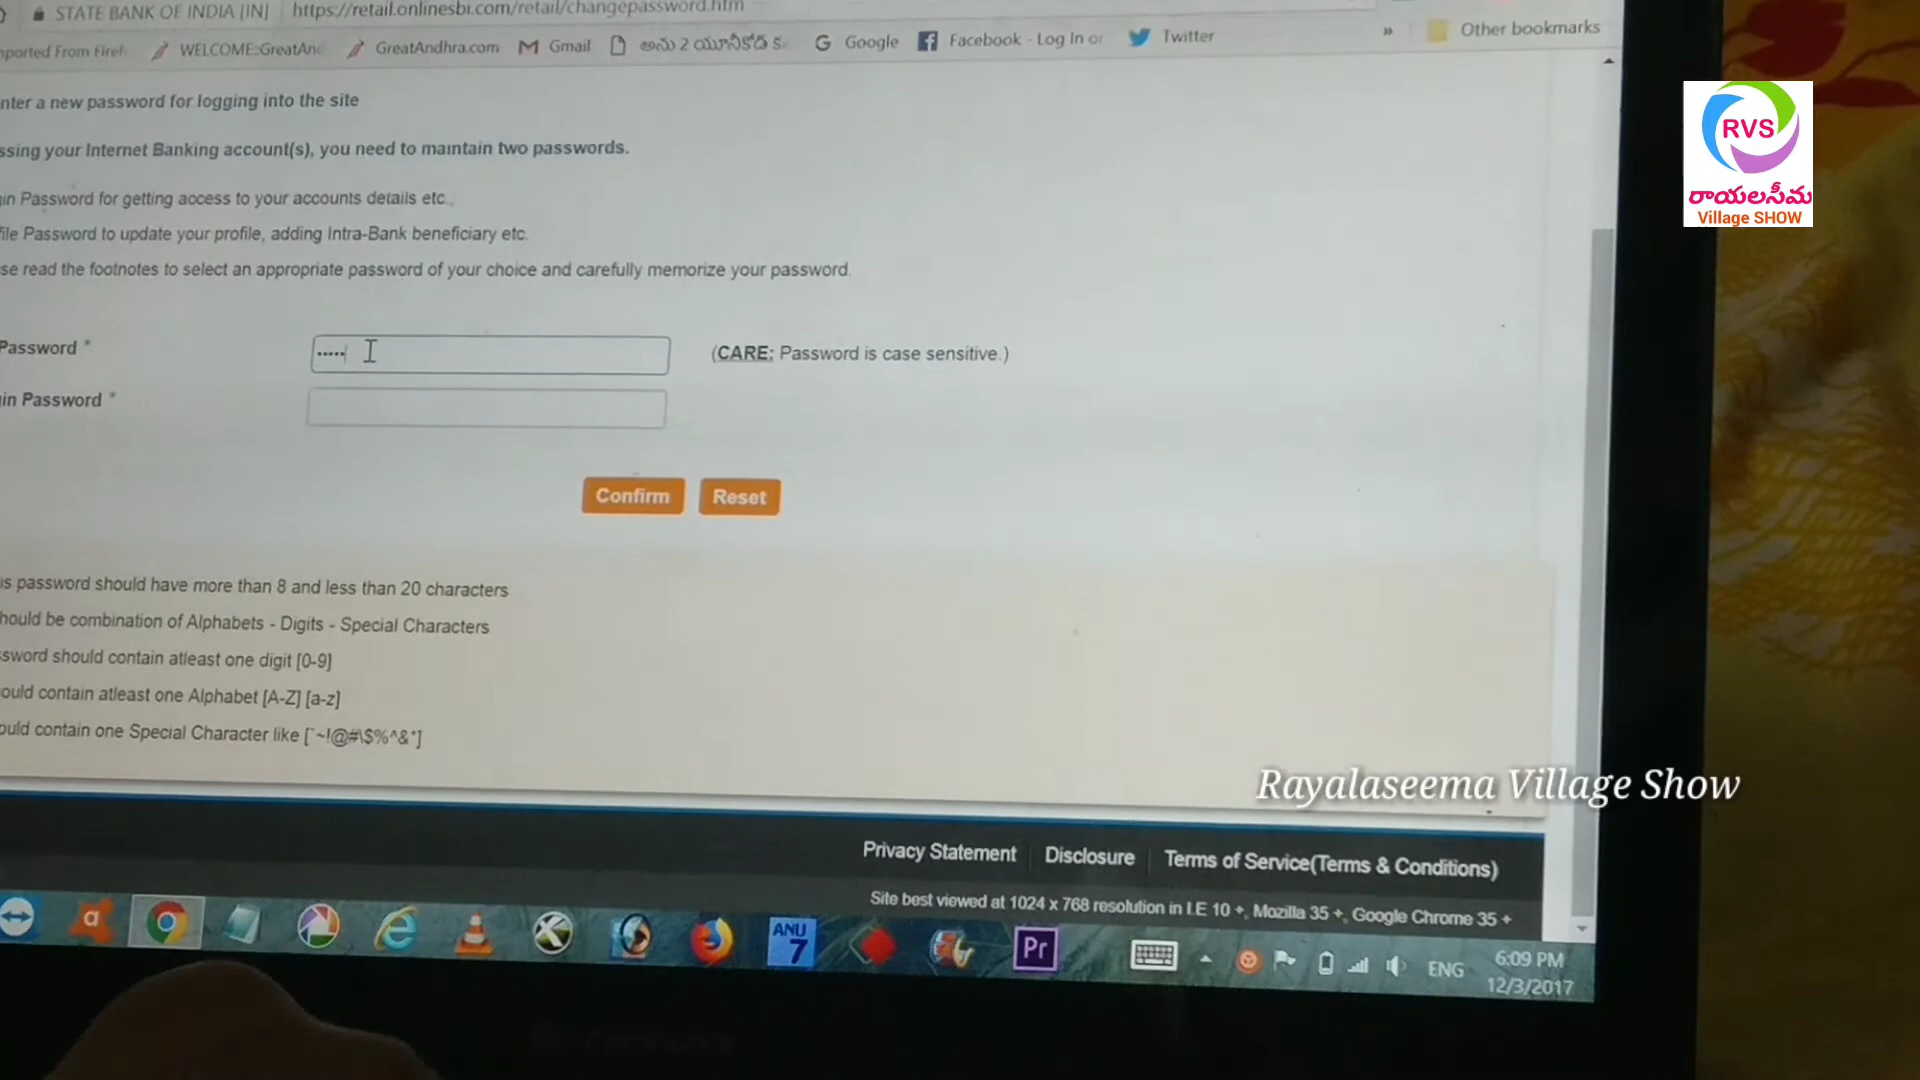 STATE BANK OF INDIA [IN] https://retail.onlinesbi.com/retail/changepassword.htm
ported From Firef WELCOME:GreatAn GreatAndhra.com Gmail అను 2 యూనీకోడ్ క Google Facebook - Log In or Twitter » Other bookmarks
nter a new password for logging into the site
ssing your Internet Banking account(s), you need to maintain two passwords.
in Password for getting access to your accounts details etc.,
file Password to update your profile, adding Intra-Bank beneficiary etc.
se read the footnotes to select an appropriate password of your choice and carefully memorize your password.
Password * ••••• (CARE: Password is case sensitive.)
in Password *
Confirm Reset
is password should have more than 8 and less than 20 characters
hould be combination of Alphabets - Digits - Special Characters
sword should contain atleast one digit [0-9]
ould contain atleast one Alphabet [A-Z] [a-z]
ould contain one Special Character like [`~!@#\$%^&*]
Privacy Statement Disclosure Terms of Service(Terms & Conditions)
Site best viewed at 1024 x 768 resolution in I.E 10 +, Mozilla 35 +, Google Chrome 35 +
ANU
7
Pr
ENG
6:09 PM
12/3/2017
RVS
రాయలసీమ
Village SHOW
Rayalaseema Village Show